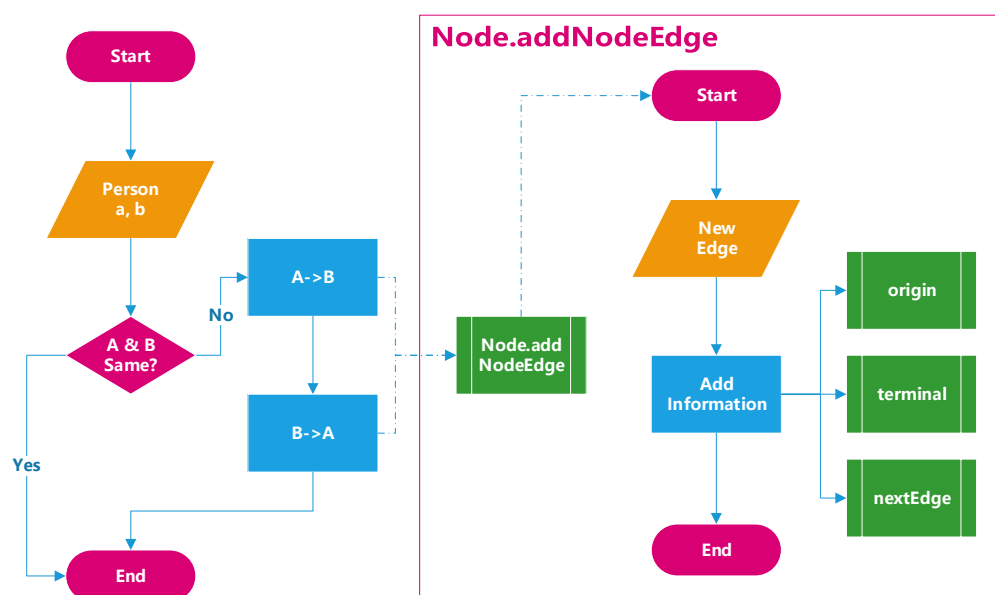 Start
Person
a, b
A & B
Same?
Yes
No
A->B
B->A
End
Node.addNodeEdge
Node.add
NodeEdge
Start
New
Edge
Add
Information
origin
terminal
nextEdge
End